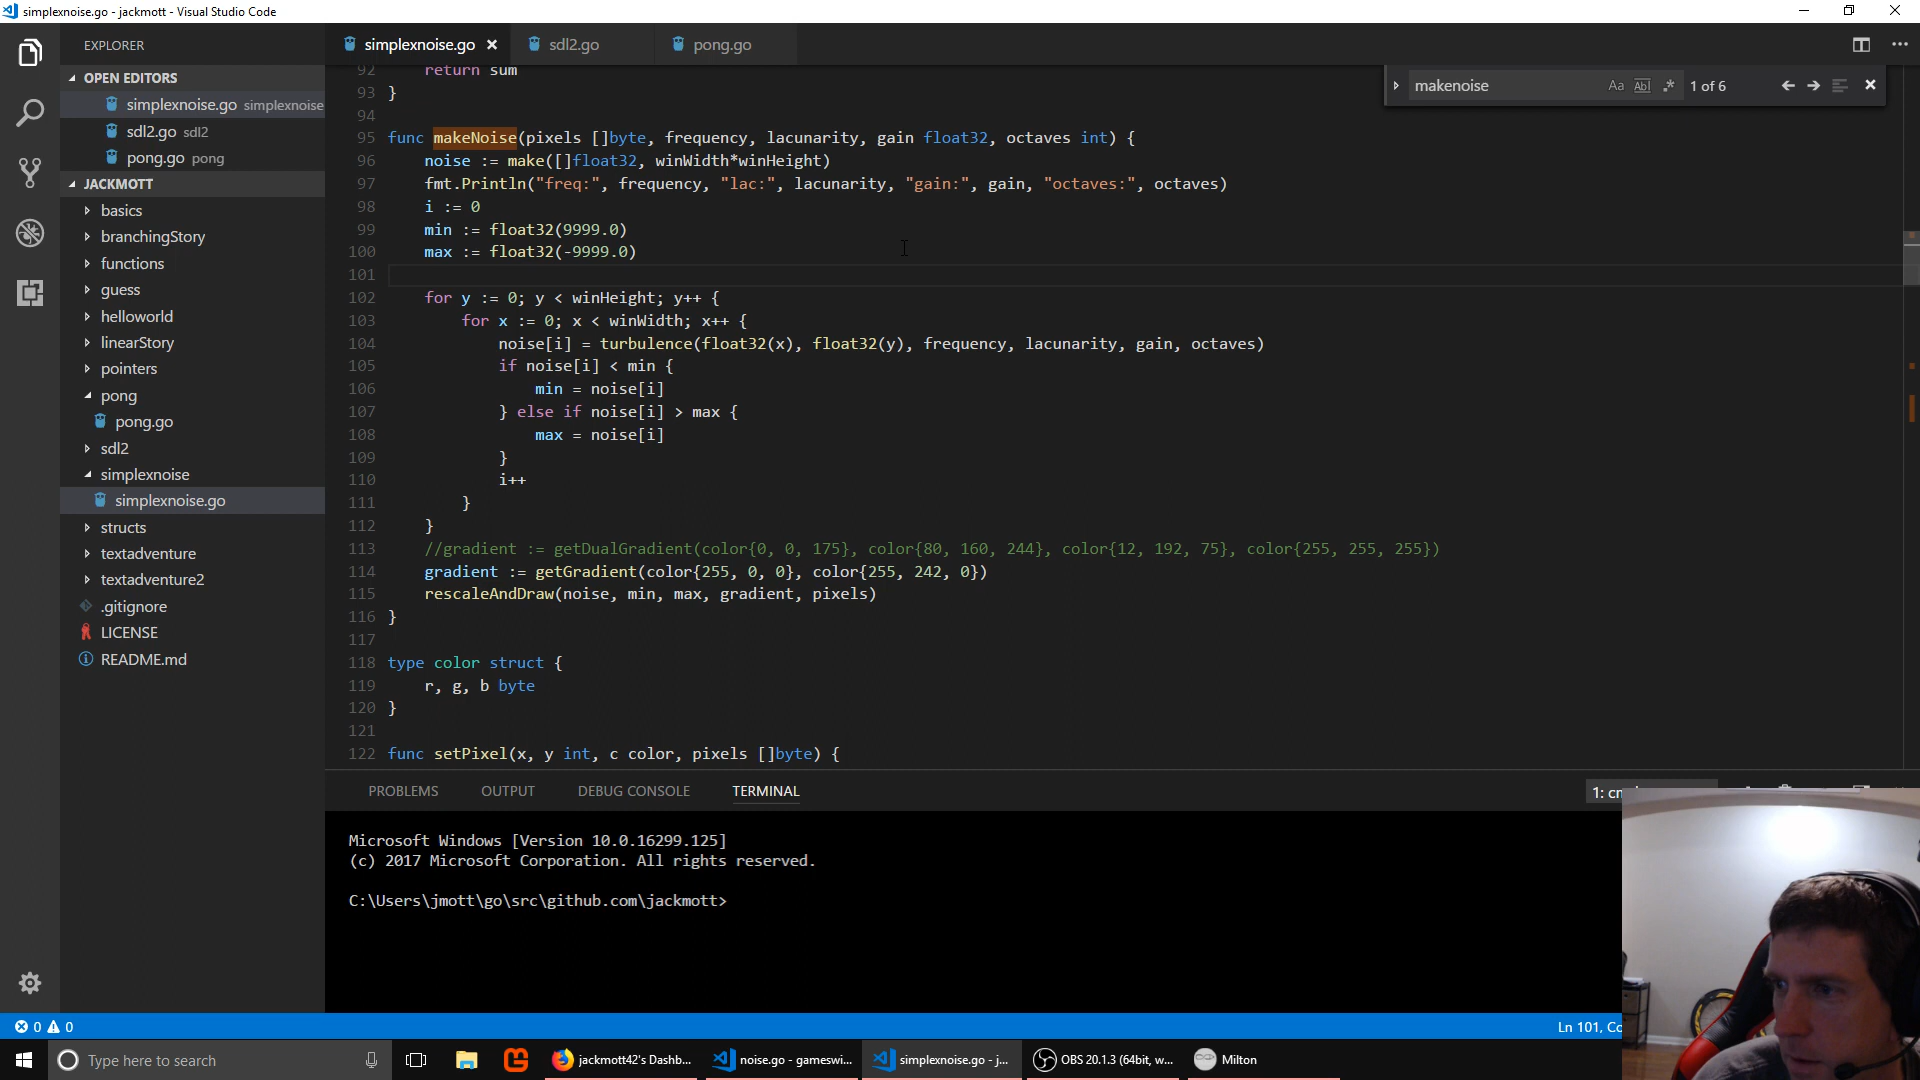 simplexnoise.go - jackmott - Visual Studio Code
EXPLORER
OPEN EDITORS
simplexnoise.go simplexnoise
sdl2.go sdl2
pong.go pong
JACKMOTT
basics
branchingStory
functions
guess
helloworld
linearStory
pointers
pong
pong.go
sdl2
simplexnoise
simplexnoise.go
structs
textadventure
textadventure2
.gitignore
LICENSE
README.md
simplexnoise.go
sdl2.go
pong.go
makenoise
Aa
Abl
.*
1 of 6
92 return sum
93 }
94
95 func makeNoise(pixels []byte, frequency, lacunarity, gain float32, octaves int) {
96 noise := make([]float32, winWidth*winHeight)
97 fmt.Println("freq:", frequency, "lac:", lacunarity, "gain:", gain, "octaves:", octaves)
98 i := 0
99 min := float32(9999.0)
100 max := float32(-9999.0)
101
102 for y := 0; y < winHeight; y++ {
103 for x := 0; x < winWidth; x++ {
104 noise[i] = turbulence(float32(x), float32(y), frequency, lacunarity, gain, octaves)
105 if noise[i] < min {
106 min = noise[i]
107 } else if noise[i] > max {
108 max = noise[i]
109 }
110 i++
111 }
112 }
113 //gradient := getDualGradient(color{0, 0, 175}, color{80, 160, 244}, color{12, 192, 75}, color{255, 255, 255})
114 gradient := getGradient(color{255, 0, 0}, color{255, 242, 0})
115 rescaleAndDraw(noise, min, max, gradient, pixels)
116 }
117
118 type color struct {
119 r, g, b byte
120 }
121
122 func setPixel(x, y int, c color, pixels []byte) {
PROBLEMS
OUTPUT
DEBUG CONSOLE
TERMINAL
Microsoft Windows [Version 10.0.16299.125]
(c) 2017 Microsoft Corporation. All rights reserved.
C:\Users\jmott\go\src\github.com\jackmott>
0
0
Ln 101,
Type here to search
jackmott42's Dashb...
noise.go - gameswi...
simplexnoise.go - j...
OBS 20.1.3 (64bit, w...
Milton